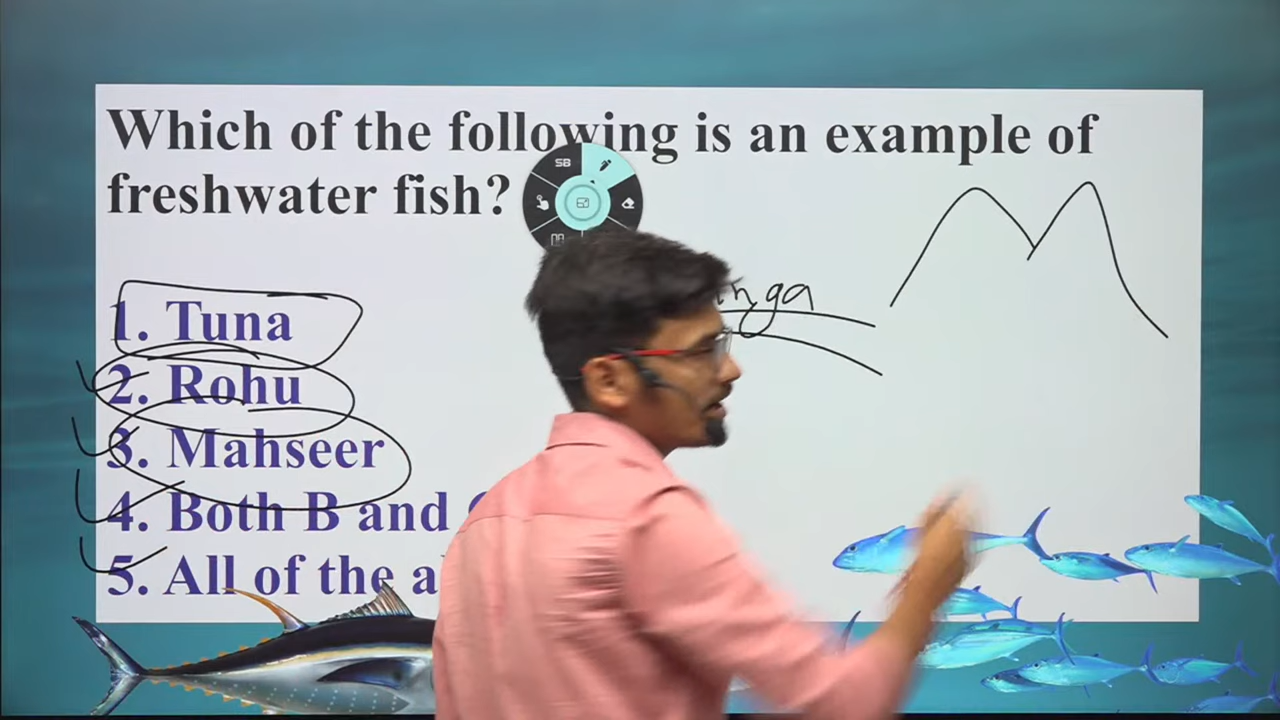 Which of the following is an example of
freshwater fish?
SB
1. Tuna
2. Rohu
3. Mahseer
4. Both B and
5. All of the